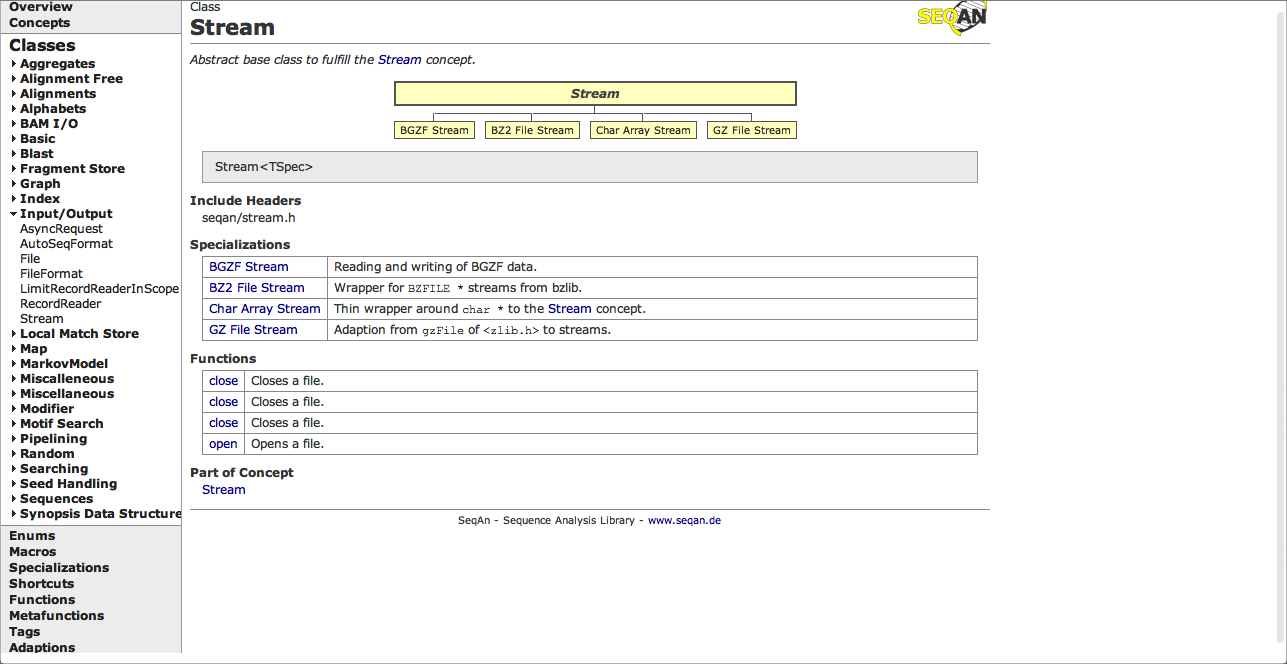 Overview
Concepts
Classes
Aggregates
Alignment Free
Alignments
Alphabets
BAM I/O
Basic
Blast
Fragment Store
Graph
Index
Input/Output
AsyncRequest
AutoSeqFormat
File
FileFormat
LimitRecordReaderInScope
RecordReader
Stream
Local Match Store
Map
MarkovModel
Miscalleneous
Miscellaneous
Modifier
Motif Search
Pipelining
Random
Searching
Seed Handling
Sequences
Synopsis Data Structure
Enums
Macros
Specializations
Shortcuts
Functions
Metafunctions
Tags
Adaptions
Class
Stream
SEQAN
Abstract base class to fulfill the Stream concept.
Stream
BGZF Stream BZ2 File Stream Char Array Stream GZ File Stream
Stream<TSpec>
Include Headers
seqan/stream.h
Specializations
BGZF Stream Reading and writing of BGZF data.
BZ2 File Stream Wrapper for BZFILE * streams from bzlib.
Char Array Stream Thin wrapper around char * to the Stream concept.
GZ File Stream Adaption from gzFile of <zlib.h> to streams.
Functions
close Closes a file.
close Closes a file.
close Closes a file.
open Opens a file.
Part of Concept
Stream
SeqAn - Sequence Analysis Library - www.seqan.de